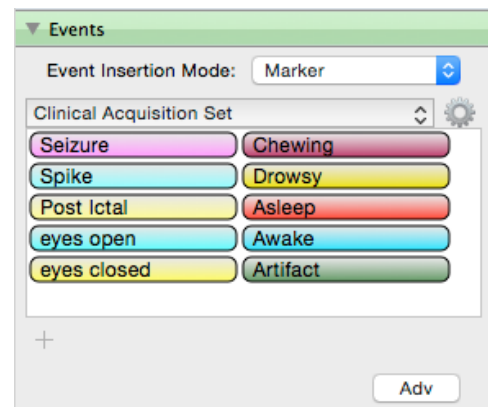 Events
Event Insertion Mode: Marker
Clinical Acquisition Set
Seizure Chewing
Spike Drowsy
Post Ictal Asleep
eyes open Awake
eyes closed Artifact
+
Adv